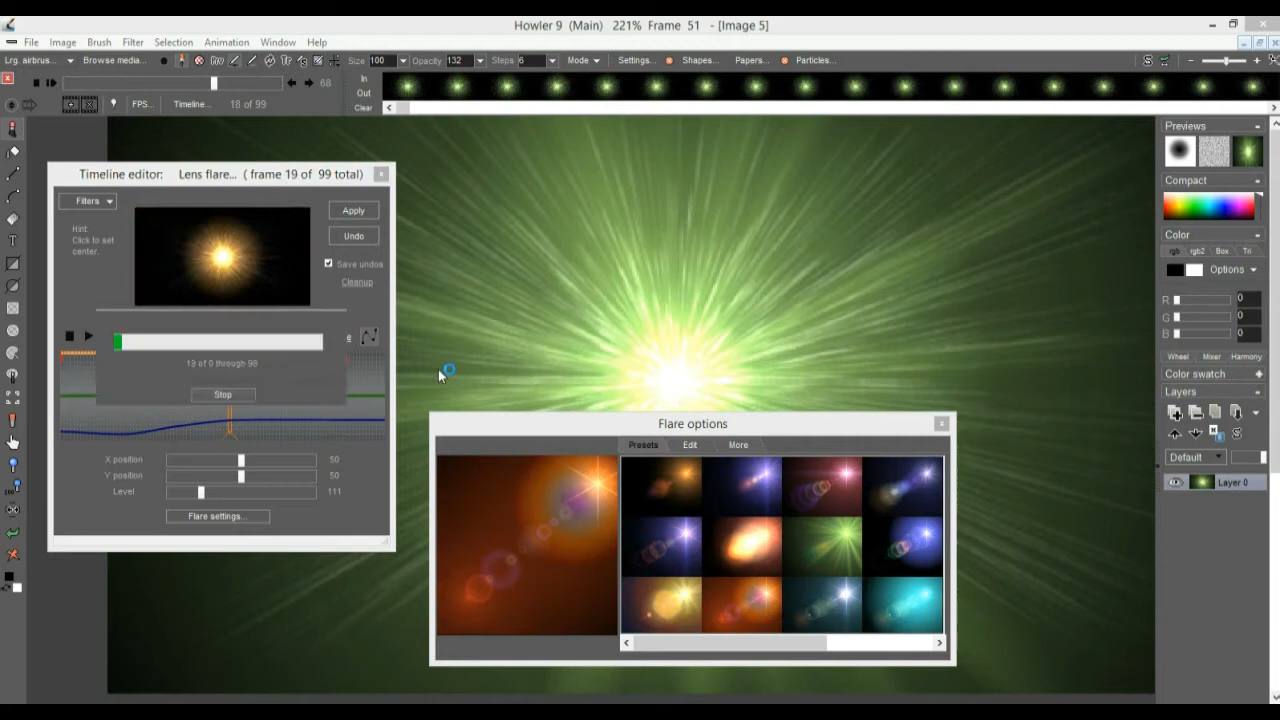 Howler 9 (Main) 221% Frame 51 - [Image 5]
File Image Brush Filter Selection Animation Window Help
Lrg. airbrus... Browse media... Size 100 Opacity 132 Steps 6 Mode Settings... Shapes... Papers... Particles...
68
In
Out
Clear
FPS... Timeline... 18 of 99
Timeline editor: Lens flare... ( frame 19 of 99 total)
Filters
Hint.
Click to set
center.
Apply
Undo
Save undos
Cleanup
e
19 of 0 through 98
Stop
X position 50
Y position 50
Level 111
Flare settings...
Flare options
Presets Edit More
Previews
Compact
Color
rgb rgb2 Box Tri
Options
R 0
G 0
B 0
Wheel Mixer Harmony
Color swatch
Layers
Default
Layer 0